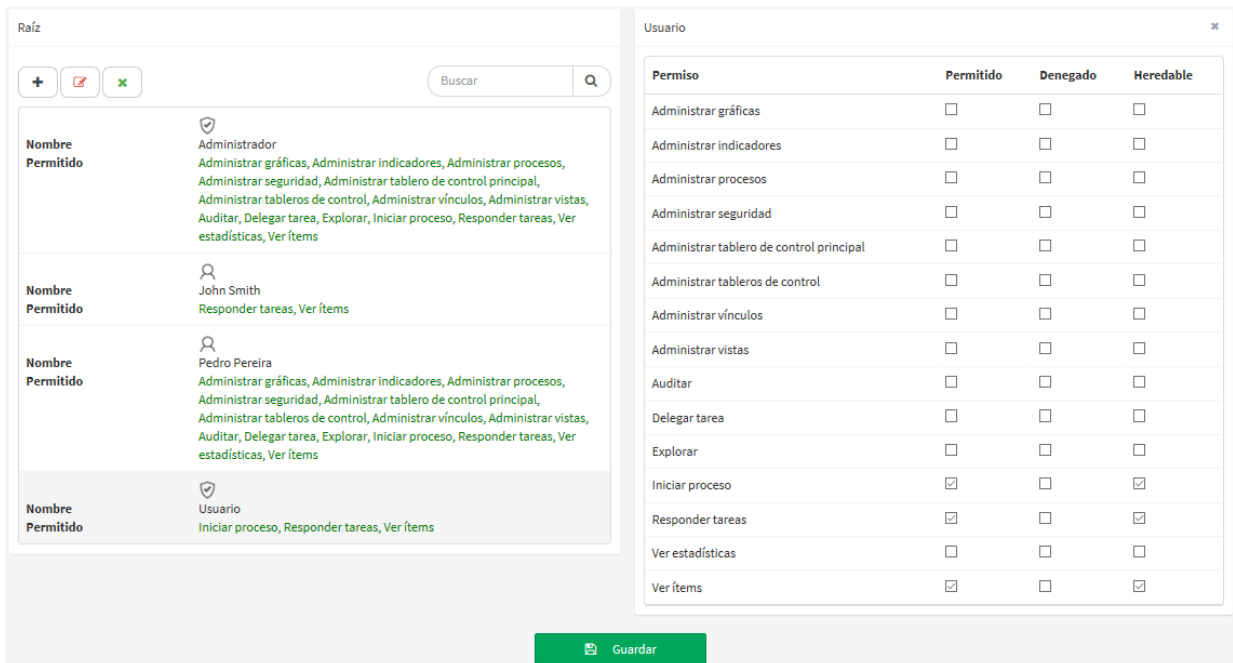 Raíz
Buscar
Nombre Administrador
Permitido Administrar gráficas, Administrar indicadores, Administrar procesos,
Administrar seguridad, Administrar tablero de control principal,
Administrar tableros de control, Administrar vínculos, Administrar vistas,
Auditar, Delegar tarea, Explorar, Iniciar proceso, Responder tareas, Ver
estadísticas, Ver ítems
Nombre John Smith
Permitido Responder tareas, Ver ítems
Nombre Pedro Pereira
Permitido Administrar gráficas, Administrar indicadores, Administrar procesos,
Administrar seguridad, Administrar tablero de control principal,
Administrar tableros de control, Administrar vínculos, Administrar vistas,
Auditar, Delegar tarea, Explorar, Iniciar proceso, Responder tareas, Ver
estadísticas, Ver ítems
Nombre Usuario
Permitido Iniciar proceso, Responder tareas, Ver ítems
Usuario
Permiso Permitido Denegado Heredable
Administrar gráficas
Administrar indicadores
Administrar procesos
Administrar seguridad
Administrar tablero de control principal
Administrar tableros de control
Administrar vínculos
Administrar vistas
Auditar
Delegar tarea
Explorar
Iniciar proceso
Responder tareas
Ver estadísticas
Ver ítems
Guardar